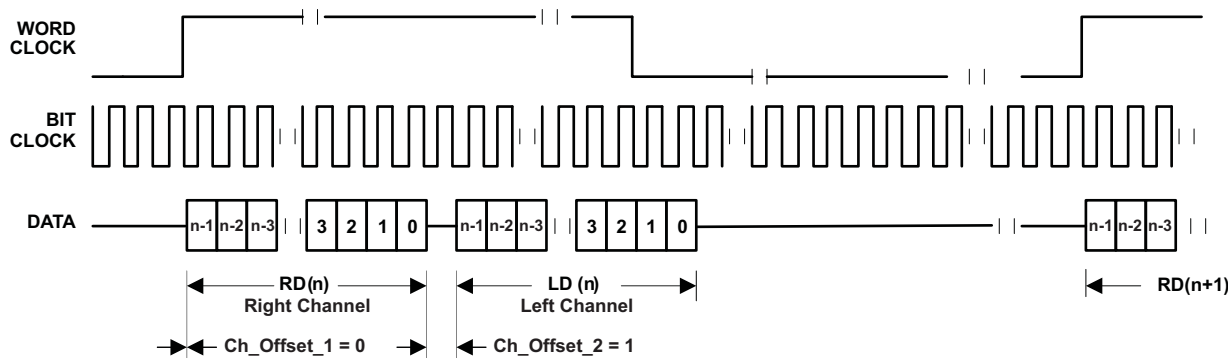 WORD
CLOCK
BIT
CLOCK
DATA
n-1 n-2 n-3 3 2 1 0 n-1 n-2 n-3 3 2 1 0 n-1 n-2 n-3
RD(n) LD (n) RD(n+1)
Right Channel Left Channel
Ch_Offset_1 = 0 Ch_Offset_2 = 1